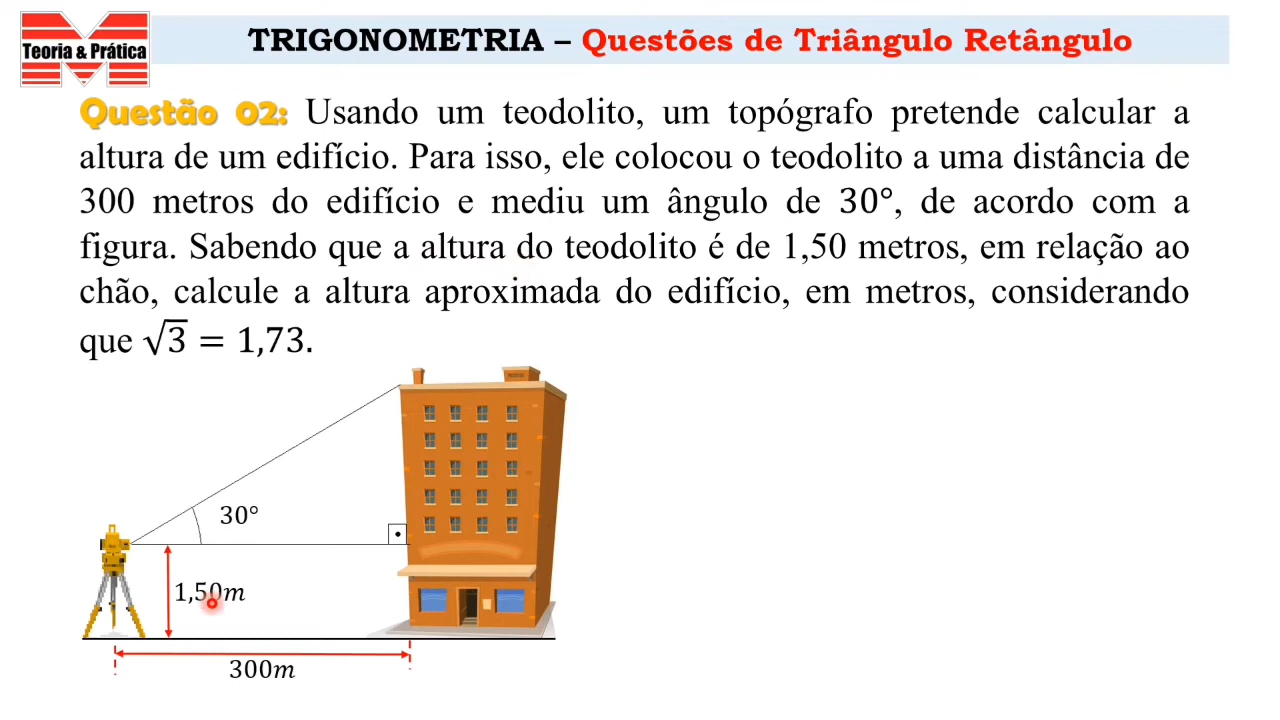 Teoria & Prática
TRIGONOMETRIA – Questões de Triângulo Retângulo
Questão 02: Usando um teodolito, um topógrafo pretende calcular a
altura de um edifício. Para isso, ele colocou o teodolito a uma distância de
300 metros do edifício e mediu um ângulo de 30°, de acordo com a
figura. Sabendo que a altura do teodolito é de 1,50 metros, em relação ao
chão, calcule a altura aproximada do edifício, em metros, considerando
que √3 = 1,73.
30°
1,50m
300m